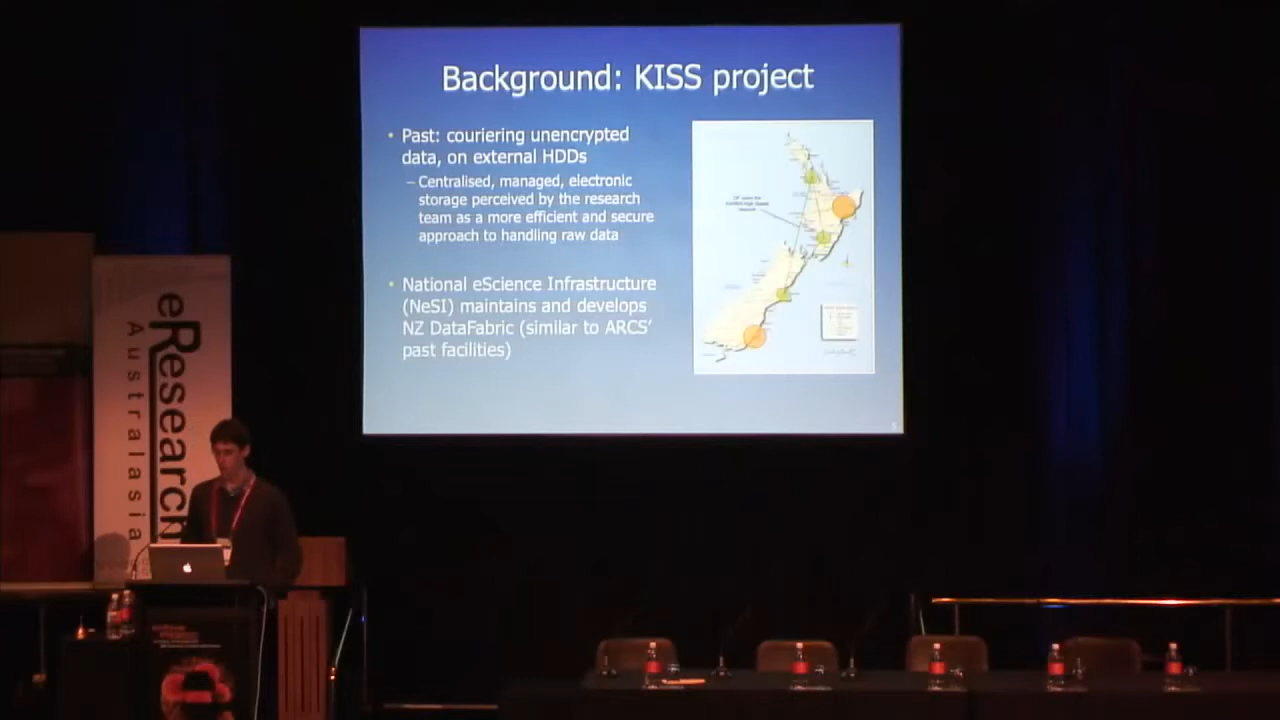 Background: KISS project
• Past: couriering unencrypted
data, on external HDDs
– Centralised, managed, electronic
storage perceived by the research
team as a more efficient and secure
approach to handling raw data
• National eScience Infrastructure
(NeSI) maintains and develops
NZ DataFabric (similar to ARCS'
past facilities)
5
eResearch
Australasia